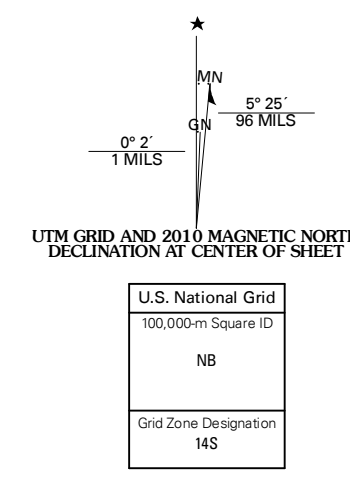 ★
MN
GN
5° 25´
96 MILS
0° 2´
1 MILS
UTM GRID AND 2010 MAGNETIC NORT
DECLINATION AT CENTER OF SHEET
U.S. National Grid
100,000-m Square ID
NB
Grid Zone Designation
14S